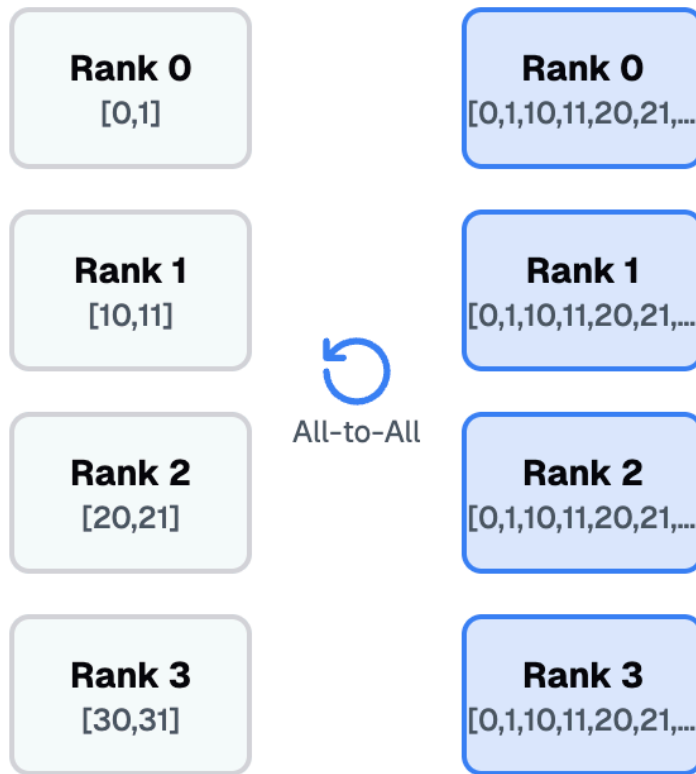 Rank 0
[0,1]
Rank 0
[0,1,10,11,20,21,...
Rank 1
[10,11]
Rank 1
[0,1,10,11,20,21,...
All-to-All
Rank 2
[20,21]
Rank 2
[0,1,10,11,20,21,...
Rank 3
[30,31]
Rank 3
[0,1,10,11,20,21,...